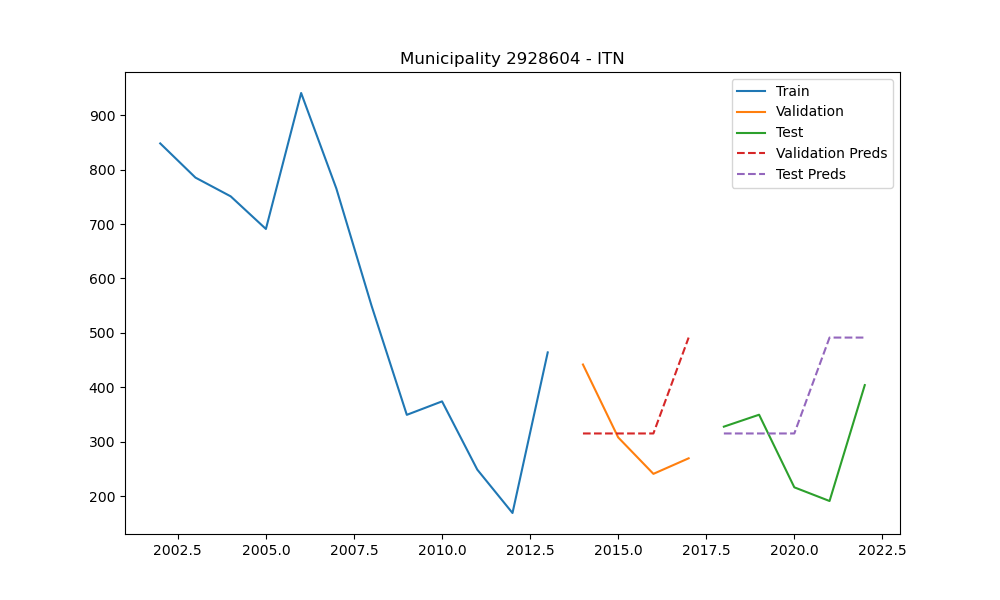 Municipality 2928604 - ITN
Train
Validation
Test
Validation Preds
Test Preds
900
800
700
600
500
400
300
200
2002.5 2005.0 2007.5 2010.0 2012.5 2015.0 2017.5 2020.0 2022.5